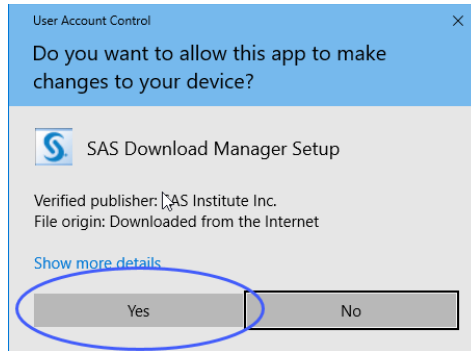 User Account Control
Do you want to allow this app to make
changes to your device?
S.
SAS Download Manager Setup
Verified publisher: SAS Institute Inc.
File origin: Downloaded from the Internet
Show more details
Yes
No